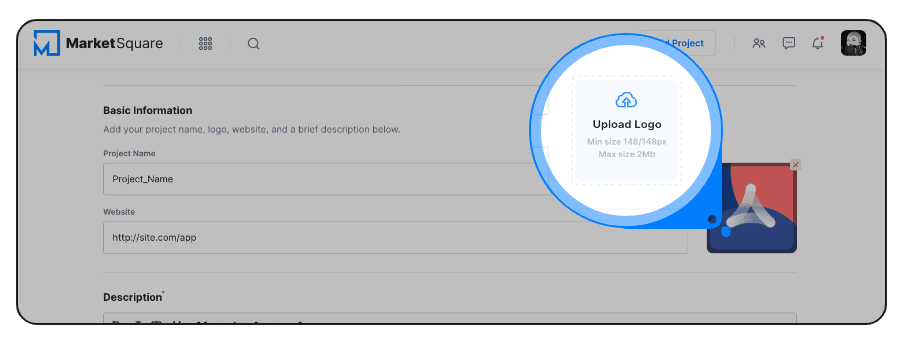 MarketSquare
Project
Basic Information
Add your project name, logo, website, and a brief description below.
Project Name
Project_Name
Website
http://site.com/app
Upload Logo
Min size 148/148px
Max size 2Mb
Description*